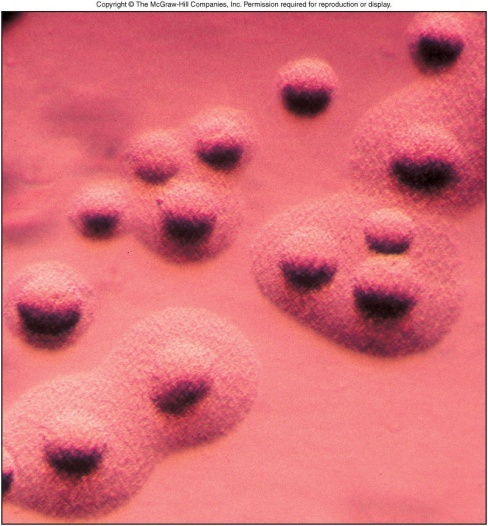 Copyright © The McGraw-Hill Companies, Inc. Permission required for reproduction or display.